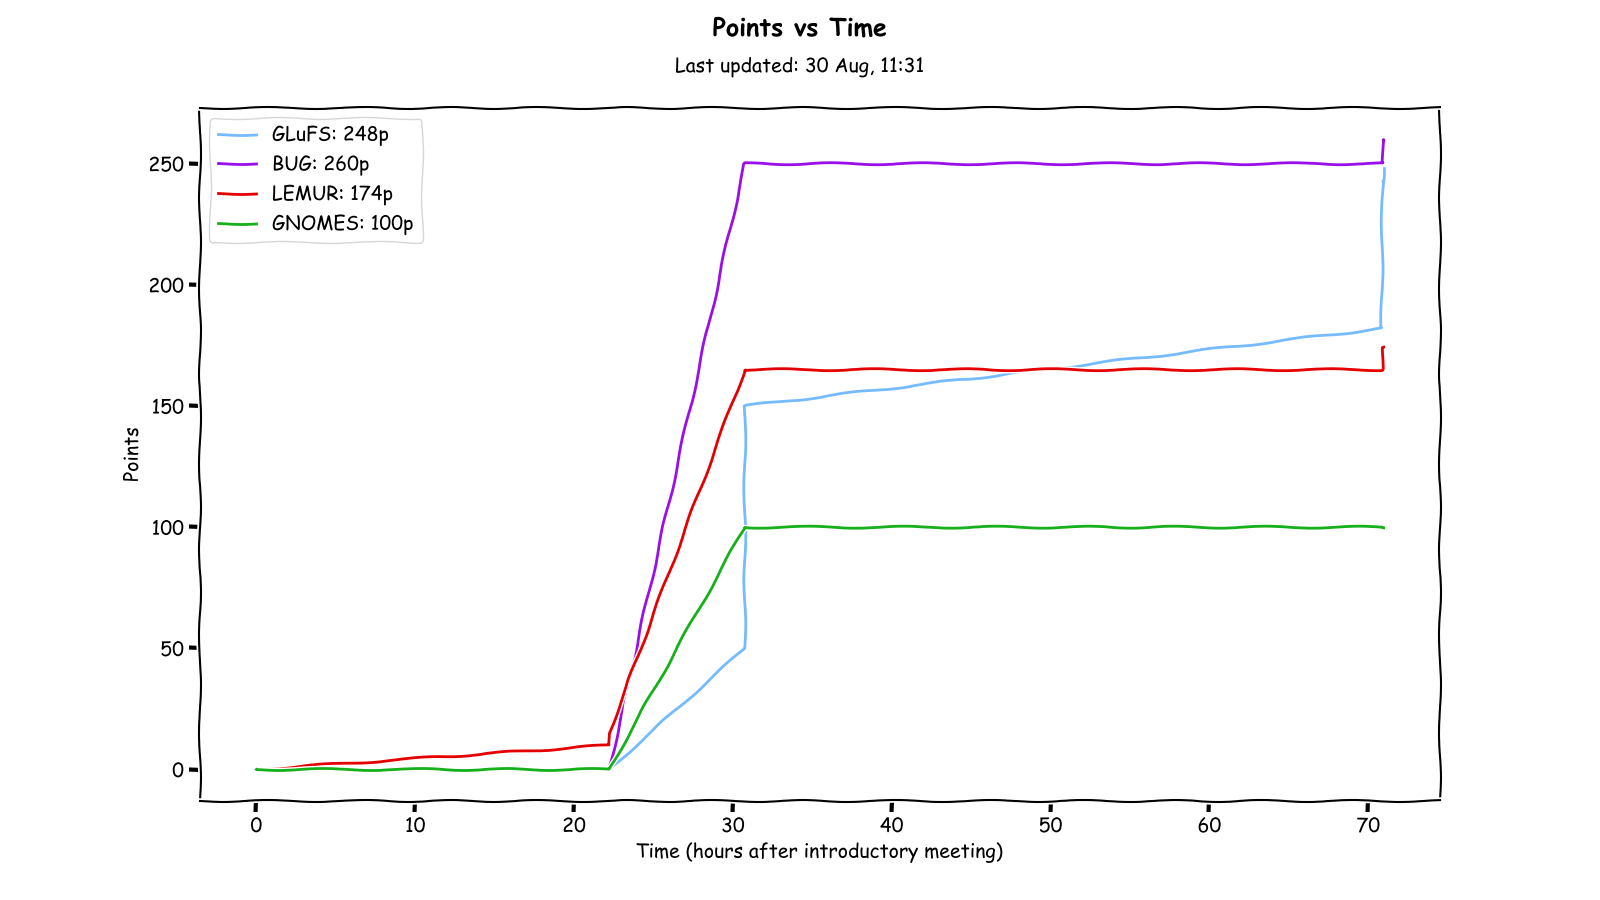 Points vs Time
Last updated: 30 Aug, 11:31
GLuFS: 248p
BUG: 260p
LEMUR: 174p
GNOMES: 100p
250
200
150
100
50
0
Points
0 10 20 30 40 50 60 70
Time (hours after introductory meeting)